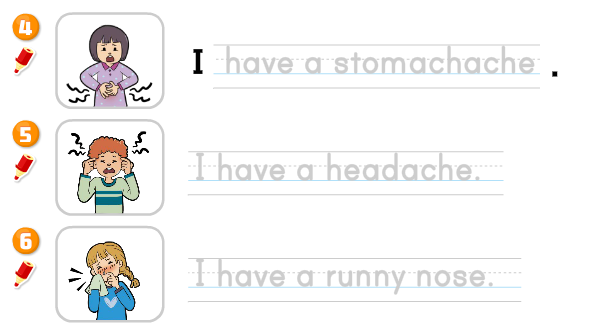 4
I have a stomachache .
5
I have a headache.
6
I have a runny nose.